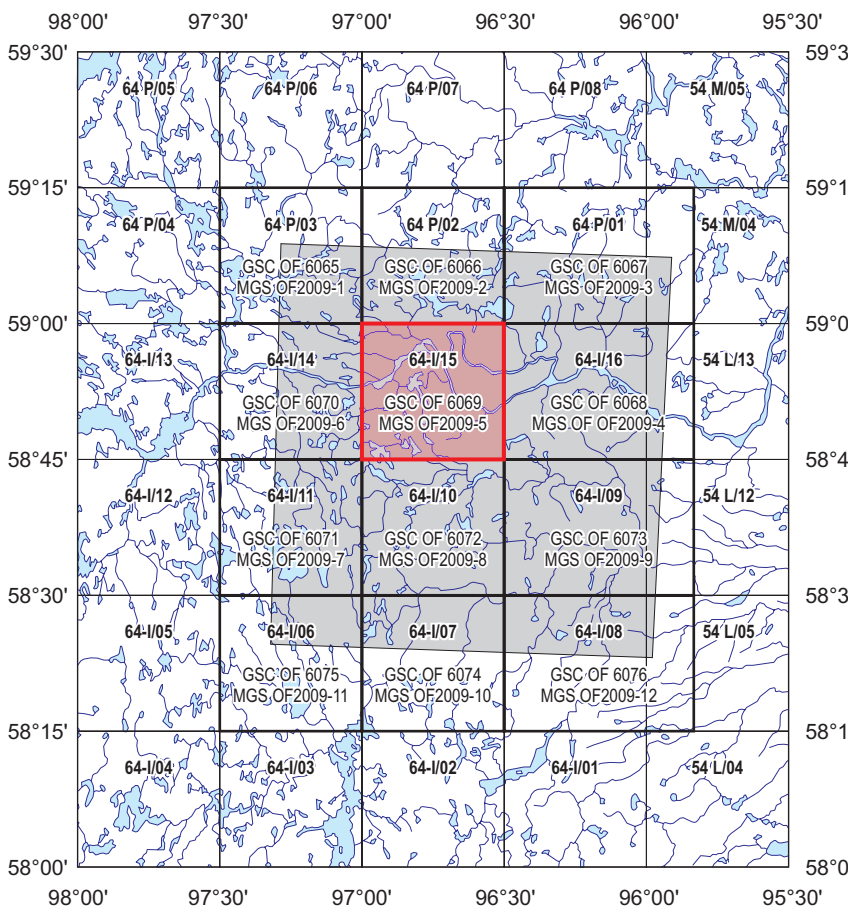 98°00' 97°30' 97°00' 96°30' 96°00' 95°30'
59°30' 59°3
64 P/05 64 P/06 64 P/07 64 P/08 54 M/05
59°15' 59°1
64 P/04 64 P/03 64 P/02 64 P/01 54 M/04
GSC OF 6065 GSC OF 6066 GSC OF 6067
MGS OF2009-1 MGS OF2009-2 MGS OF2009-3
59°00' 59°0
64-I/13 64-I/14 64-I/15 64-I/16 54 L/13
GSC OF 6070 GSC OF 6069 GSC OF 6068
MGS OF2009-6 MGS OF2009-5 MGS OF OF2009-4
58°45' 58°4
64-I/12 64-I/11 64-I/10 64-I/09 54 L/12
GSC OF 6071 GSC OF 6072 GSC OF 6073
MGS OF2009-7 MGS OF2009-8 MGS OF2009-9
58°30' 58°3
64-I/05 64-I/06 64-I/07 64-I/08 54 L/05
GSC OF 6075 GSC OF 6074 GSC OF 6076
MGS OF2009-11 MGS OF2009-10 MGS OF2009-12
58°15' 58°1
64-I/04 64-I/03 64-I/02 64-I/01 54 L/04
58°00' 58°0
98°00' 97°30' 97°00' 96°30' 96°00' 95°30'